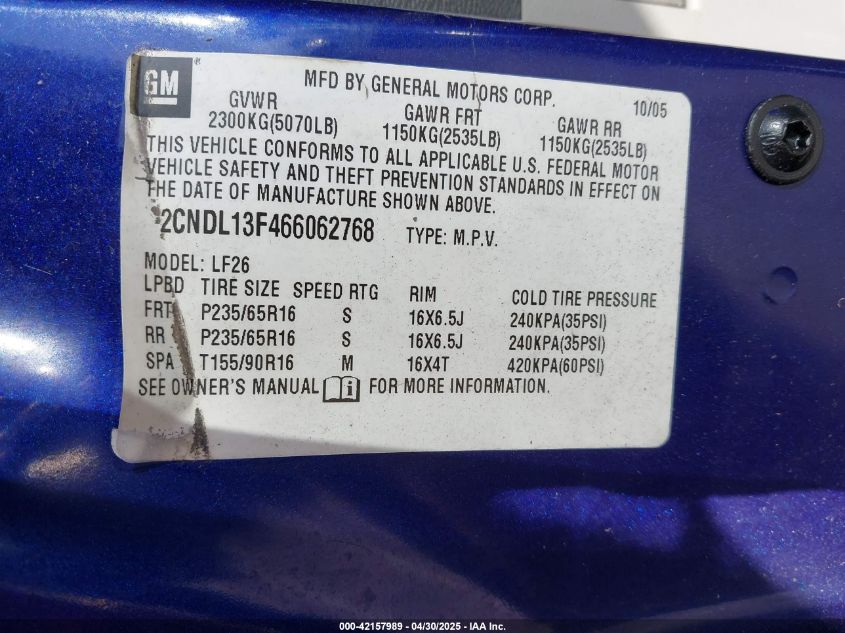 GM®
MFD BY GENERAL MOTORS CORP. 10/05
GVWR GAWR FRT GAWR RR
2300KG(5070LB) 1150KG(2535LB) 1150KG(2535LB)
THIS VEHICLE CONFORMS TO ALL APPLICABLE U.S. FEDERAL MOTOR
VEHICLE SAFETY AND THEFT PREVENTION STANDARDS IN EFFECT ON
THE DATE OF MANUFACTURE SHOWN ABOVE.
2CNDL13F466062768 TYPE: M.P.V.
MODEL: LF26
LPBD TIRE SIZE SPEED RTG RIM COLD TIRE PRESSURE
FRT P235/65R16 S 16X6.5J 240KPA(35PSI)
RR P235/65R16 S 16X6.5J 240KPA(35PSI)
SPA T155/90R16 M 16X4T 420KPA(60PSI)
SEE OWNER'S MANUAL i FOR MORE INFORMATION.
000-42157989 - 04/30/2025 - IAA Inc.